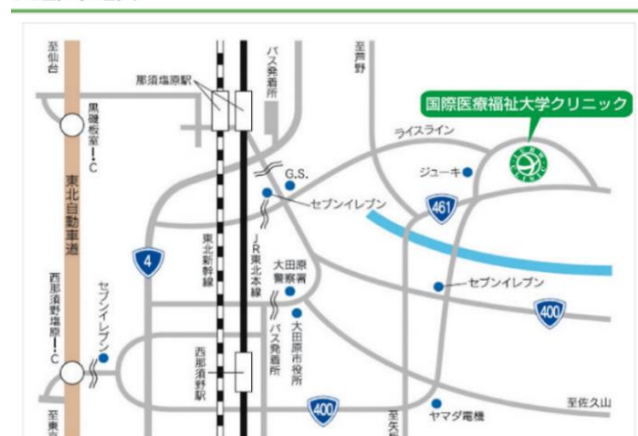 至仙台
那須塩原駅
バス発着所
至芦野
国際医療福祉大学クリニック
黒磯板室I.C
ライスライン
ジューキ
G.S.
セブンイレブン
461
東北自動車道
4
東北新幹線
JR東北本線
大田原
警察署
セブンイレブン
400
西那須野塩原I.C
セブンイレブン
大田原市役所
バス発着所
西那須野駅
400
ヤマダ電機
至佐久山